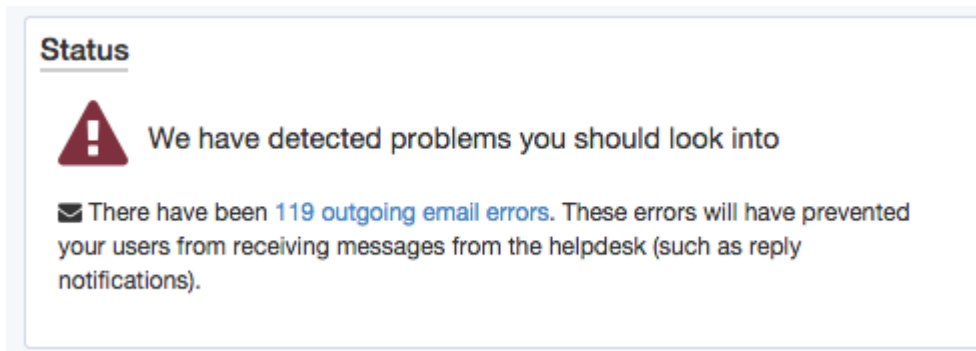 Status
We have detected problems you should look into
There have been 119 outgoing email errors. These errors will have prevented
your users from receiving messages from the helpdesk (such as reply
notifications).